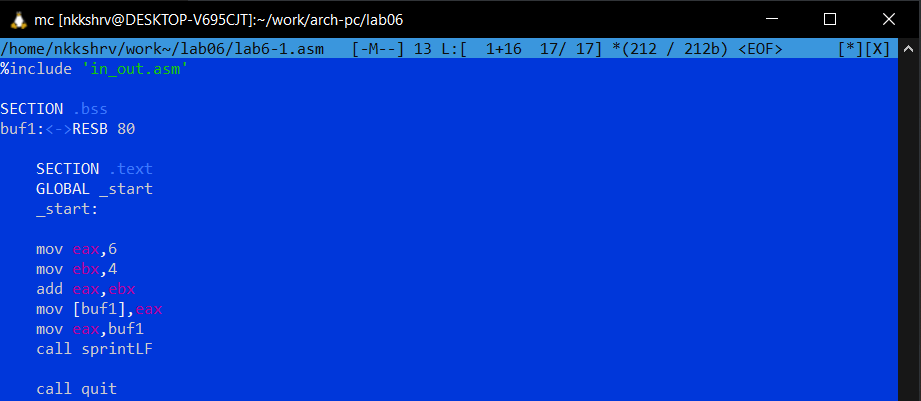 mc [nkkshrv@DESKTOP-V695CJT]:~/work/arch-pc/lab06
/home/nkkshrv/work~/lab06/lab6-1.asm   [-M--] 13 L:[  1+16  17/ 17] *(212 / 212b) <EOF>      [*][X]
%include 'in_out.asm'
SECTION .bss
buf1:<->RESB 80
    SECTION .text
    GLOBAL _start
    _start:
    mov eax,6
    mov ebx,4
    add eax,ebx
    mov [buf1],eax
    mov eax,buf1
    call sprintLF
    call quit